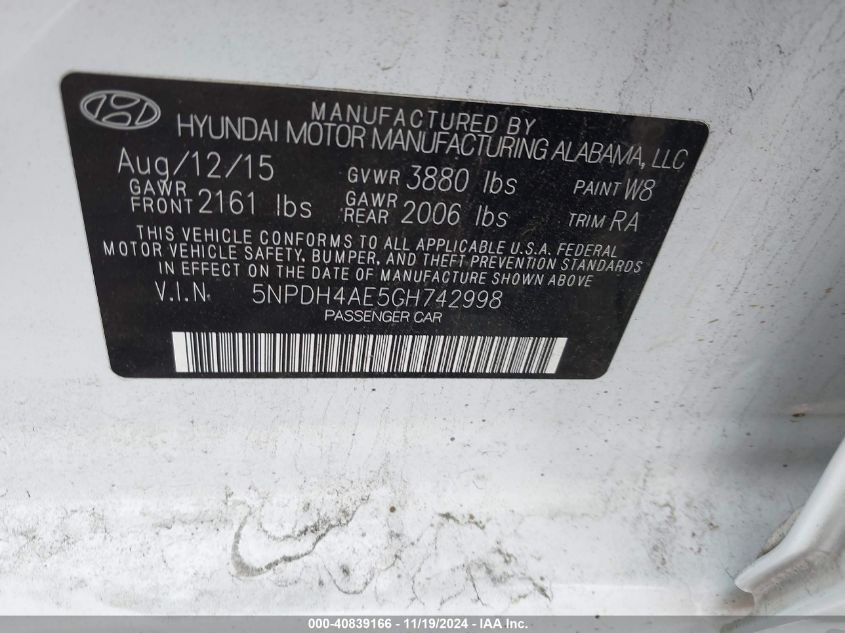 MANUFACTURED BY
HYUNDAI MOTOR MANUFACTURING ALABAMA, LLC
Aug/12/15 GVWR 3880 lbs PAINT W8
GAWR FRONT 2161 lbs GAWR REAR 2006 lbs TRIM RA
THIS VEHICLE CONFORMS TO ALL APPLICABLE U.S.A. FEDERAL
MOTOR VEHICLE SAFETY, BUMPER, AND THEFT PREVENTION STANDARDS
IN EFFECT ON THE DATE OF MANUFACTURE SHOWN ABOVE
V.I.N. 5NPDH4AE5GH742998
PASSENGER CAR
000-40839166 - 11/19/2024 - IAA Inc.